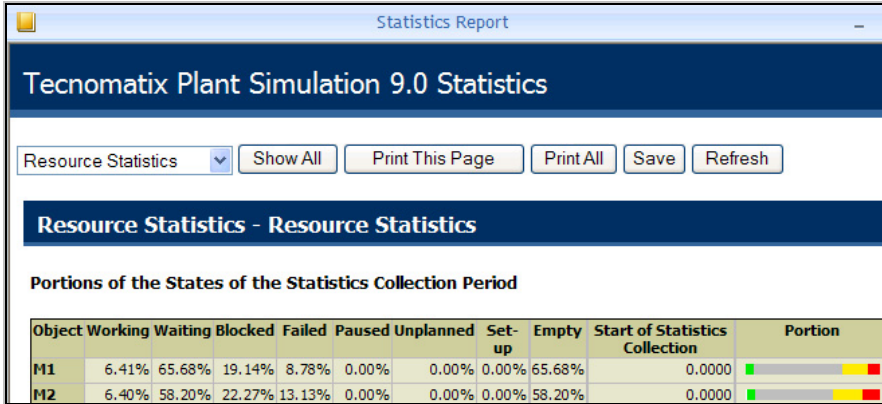 Statistics Report
Tecnomatix Plant Simulation 9.0 Statistics
Resource Statistics Show All Print This Page Print All Save Refresh
Resource Statistics - Resource Statistics
Portions of the States of the Statistics Collection Period
Object Working Waiting Blocked Failed Paused Unplanned Set-up Empty Start of Statistics Collection Portion
M1 6.41% 65.68% 19.14% 8.78% 0.00% 0.00% 0.00% 65.68% 0.0000
M2 6.40% 58.20% 22.27% 13.13% 0.00% 0.00% 0.00% 58.20% 0.0000